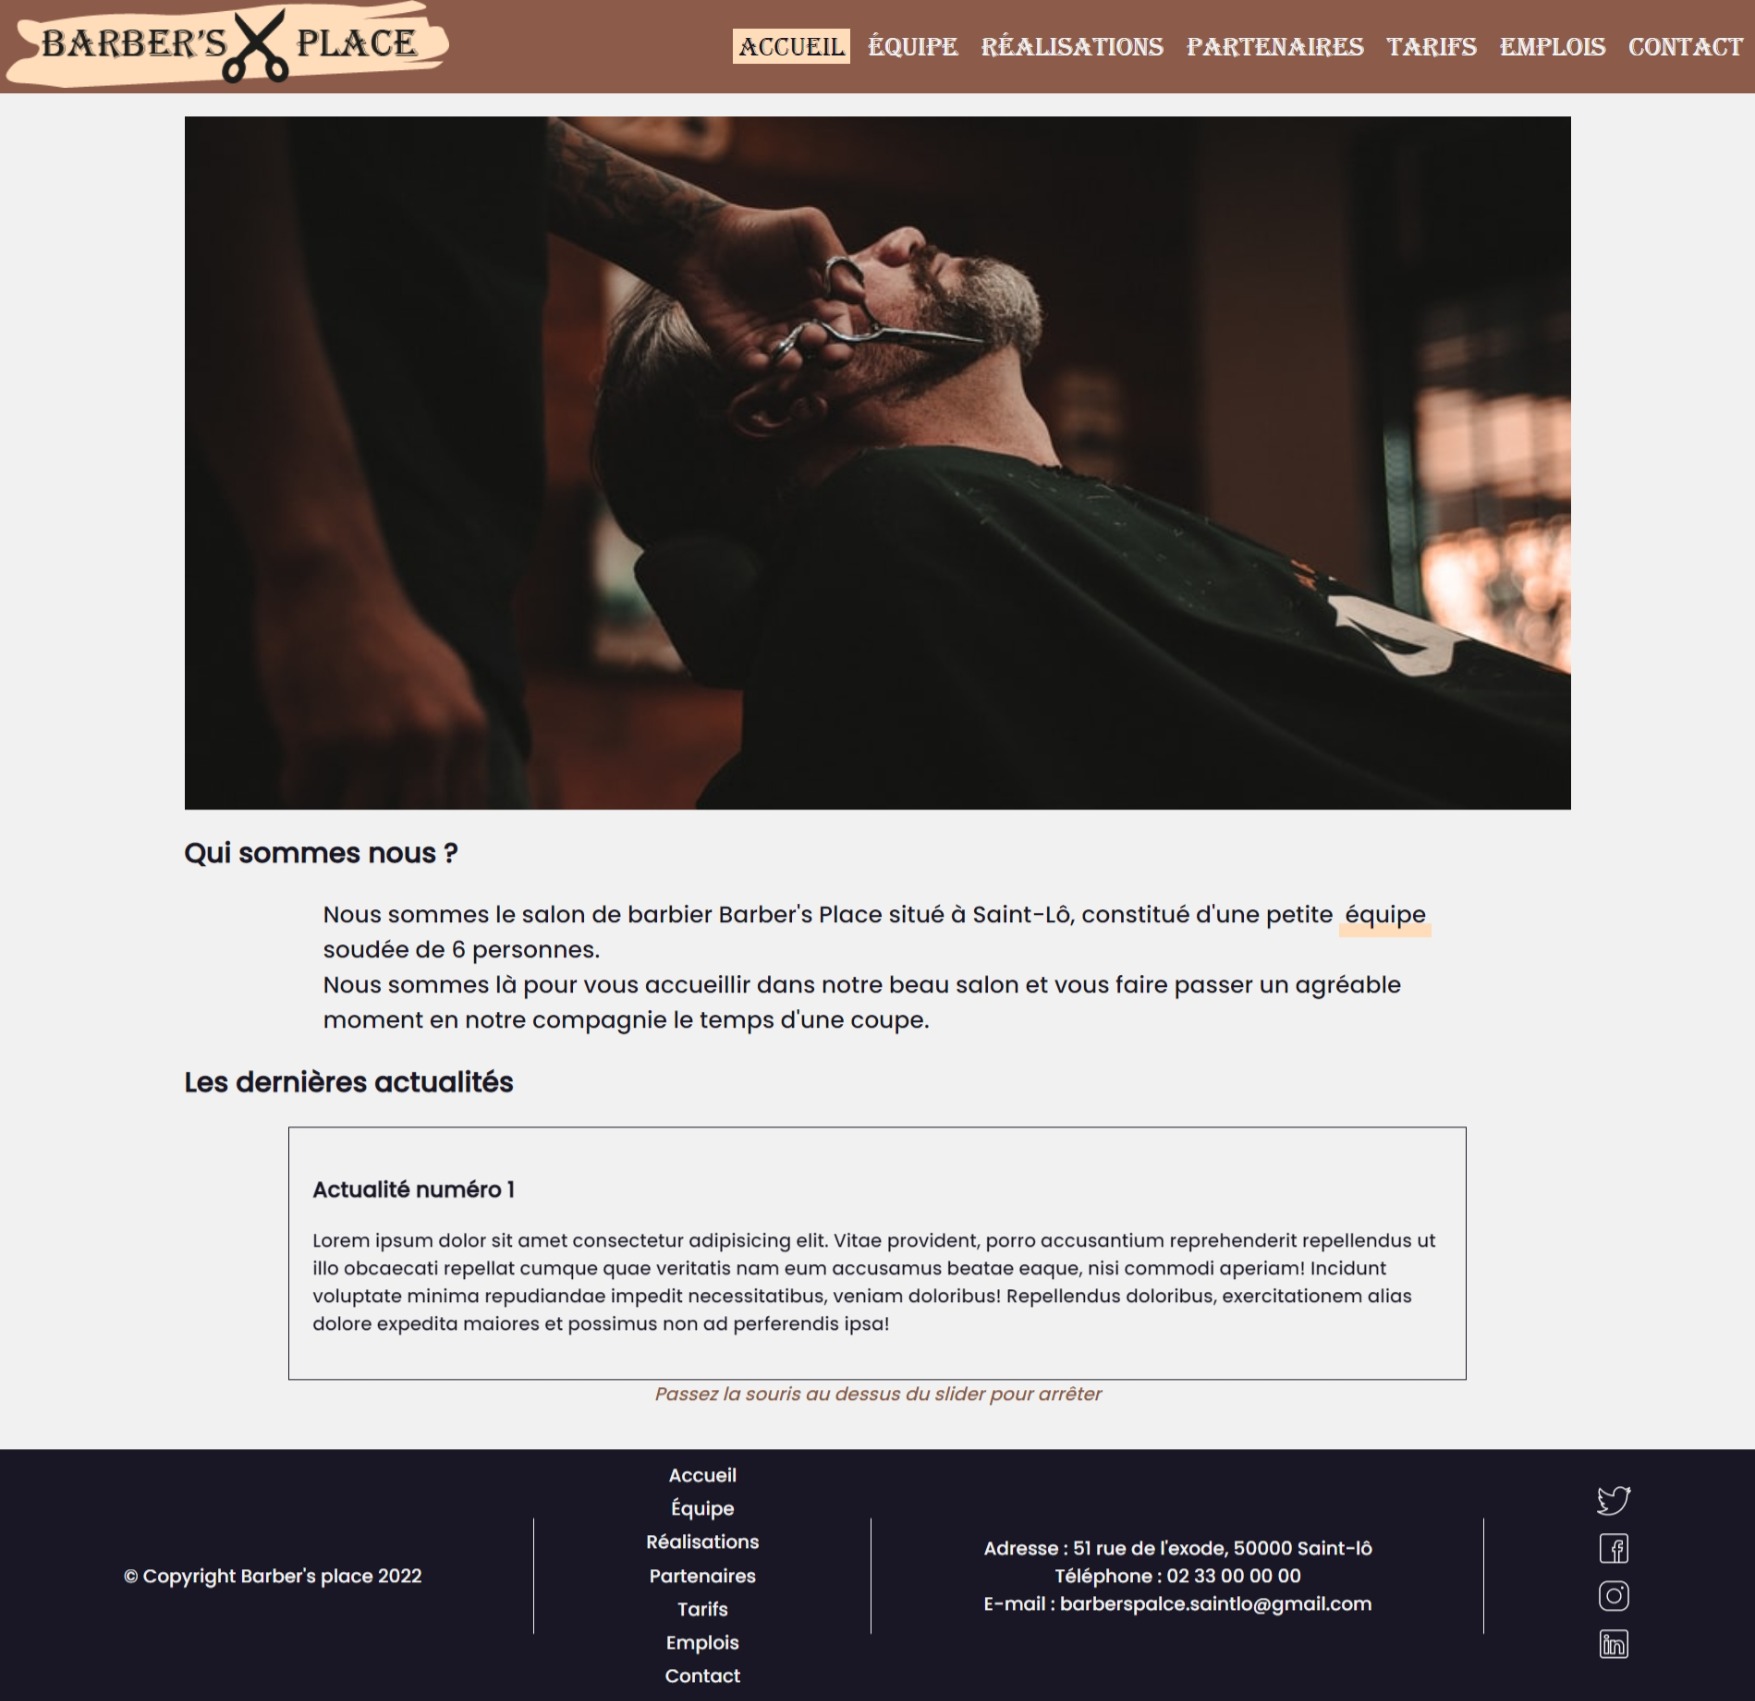 BARBER'S PLACE
ACCUEIL ÉQUIPE RÉALISATIONS PARTENAIRES TARIFS EMPLOIS CONTACT
Qui sommes nous ?
Nous sommes le salon de barbier Barber's Place situé à Saint-Lô, constitué d'une petite équipe
soudée de 6 personnes.
Nous sommes là pour vous accueillir dans notre beau salon et vous faire passer un agréable
moment en notre compagnie le temps d'une coupe.
Les dernières actualités
Actualité numéro 1
Lorem ipsum dolor sit amet consectetur adipisicing elit. Vitae provident, porro accusantium reprehenderit repellendus ut
illo obcaecati repellat cumque quae veritatis nam eum accusamus beatae eaque, nisi commodi aperiam! Incidunt
voluptate minima repudiandae impedit necessitatibus, veniam doloribus! Repellendus doloribus, exercitationem alias
dolore expedita maiores et possimus non ad perferendis ipsa!
Passez la souris au dessus du slider pour arrêter
© Copyright Barber's place 2022
Accueil
Équipe
Réalisations
Partenaires
Tarifs
Emplois
Contact
Adresse : 51 rue de l'exode, 50000 Saint-lô
Téléphone : 02 33 00 00 00
E-mail : barberspalce.saintlo@gmail.com